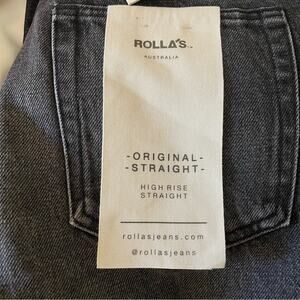 ROLLA'S
AUSTRALIA
-ORIGINAL-
-STRAIGHT-
HIGH RISE
STRAIGHT
rollasjeans.com
@rollasjeans